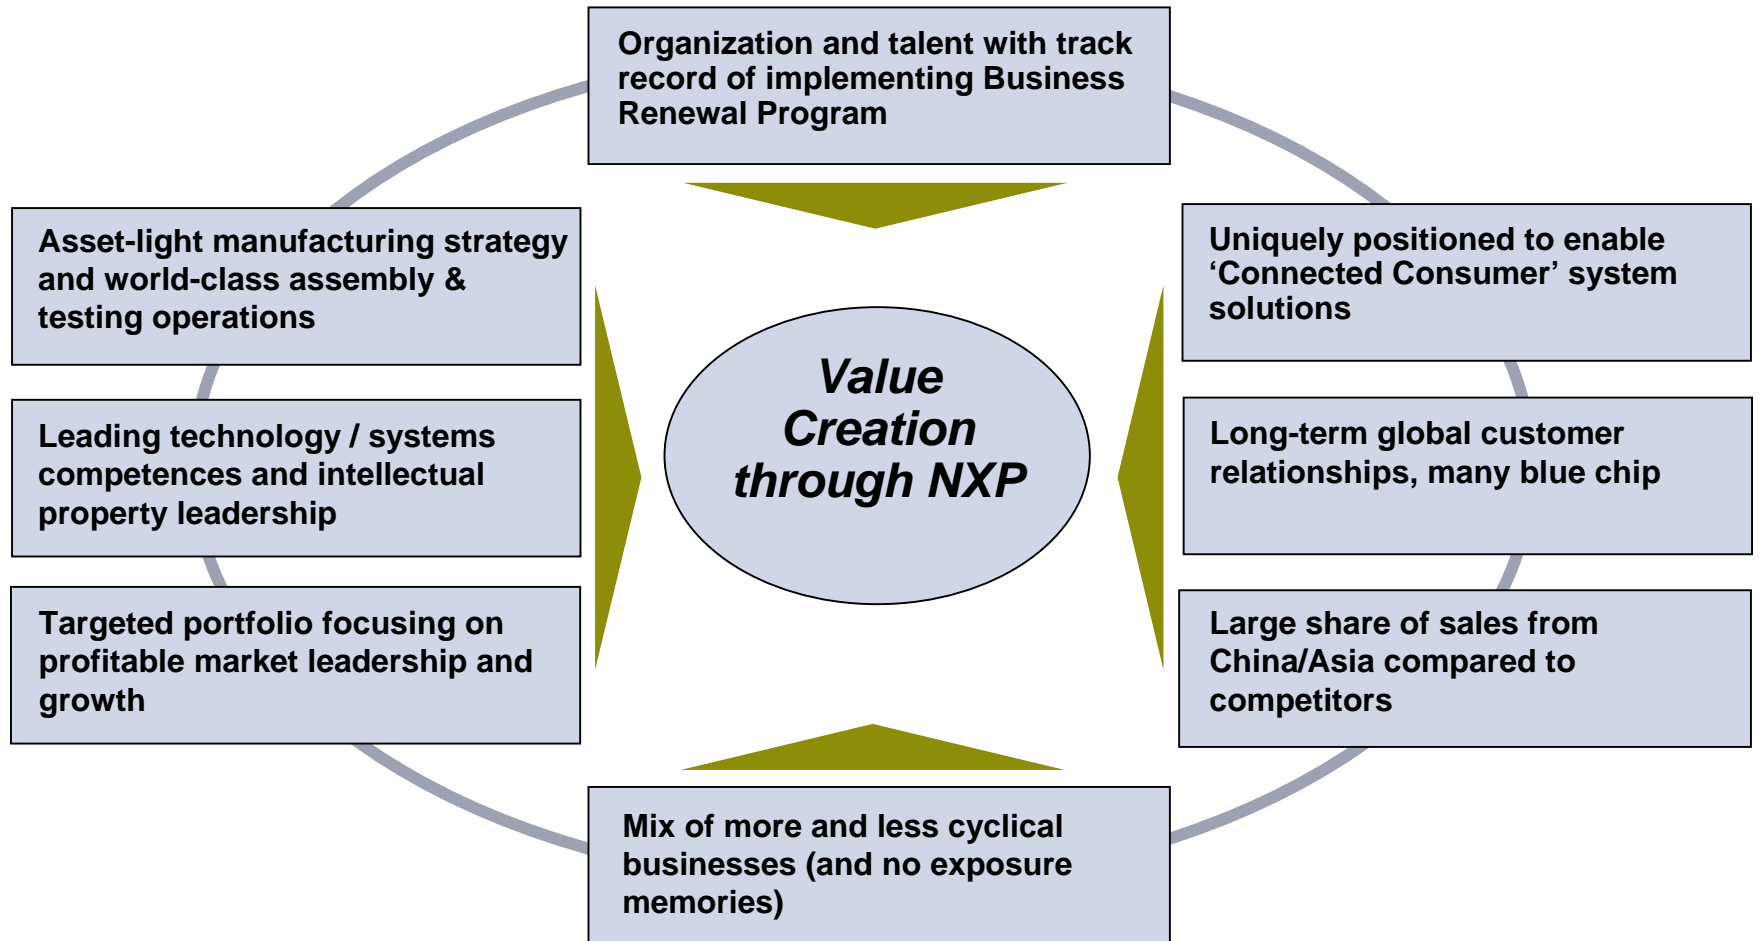 Organization and talent with track
record of implementing Business
Renewal Program
Asset-light manufacturing strategy
and world-class assembly &
testing operations
Leading technology / systems
competences and intellectual
property leadership
Targeted portfolio focusing on
profitable market leadership and
growth
Value
Creation
through NXP
Uniquely positioned to enable
‘Connected Consumer’ system
solutions
Long-term global customer
relationships, many blue chip
Large share of sales from
China/Asia compared to
competitors
Mix of more and less cyclical
businesses (and no exposure
memories)